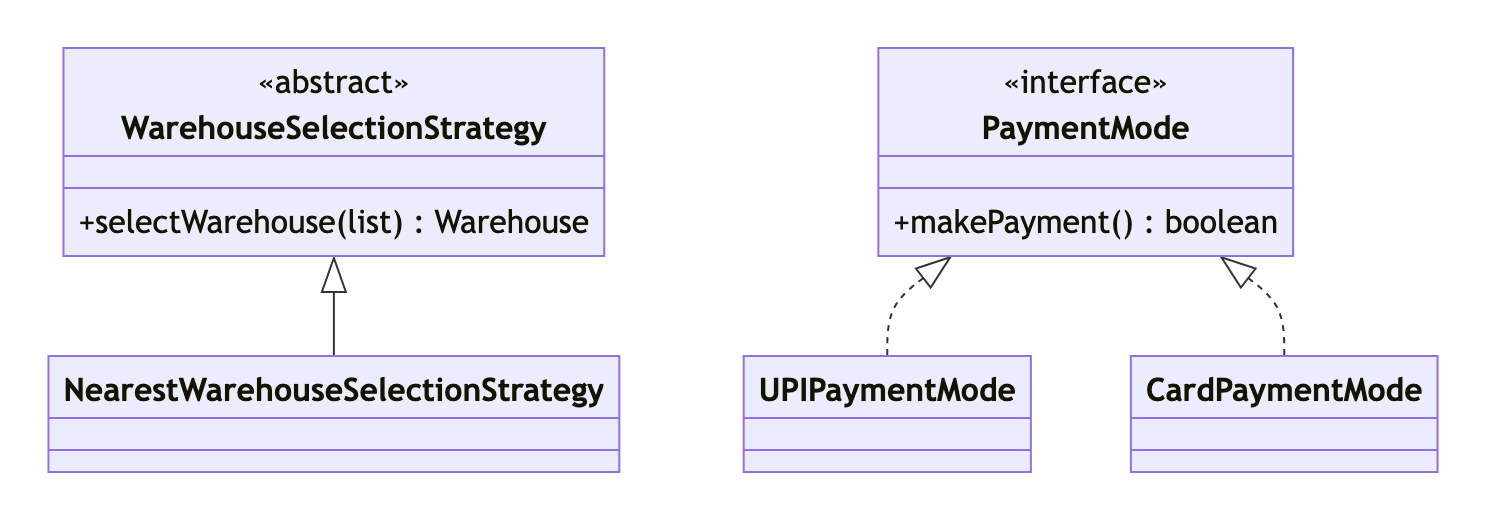 «abstract»
WarehouseSelectionStrategy
+selectWarehouse(list) : Warehouse
NearestWarehouseSelectionStrategy
«interface»
PaymentMode
+makePayment() : boolean
UPIPaymentMode
CardPaymentMode